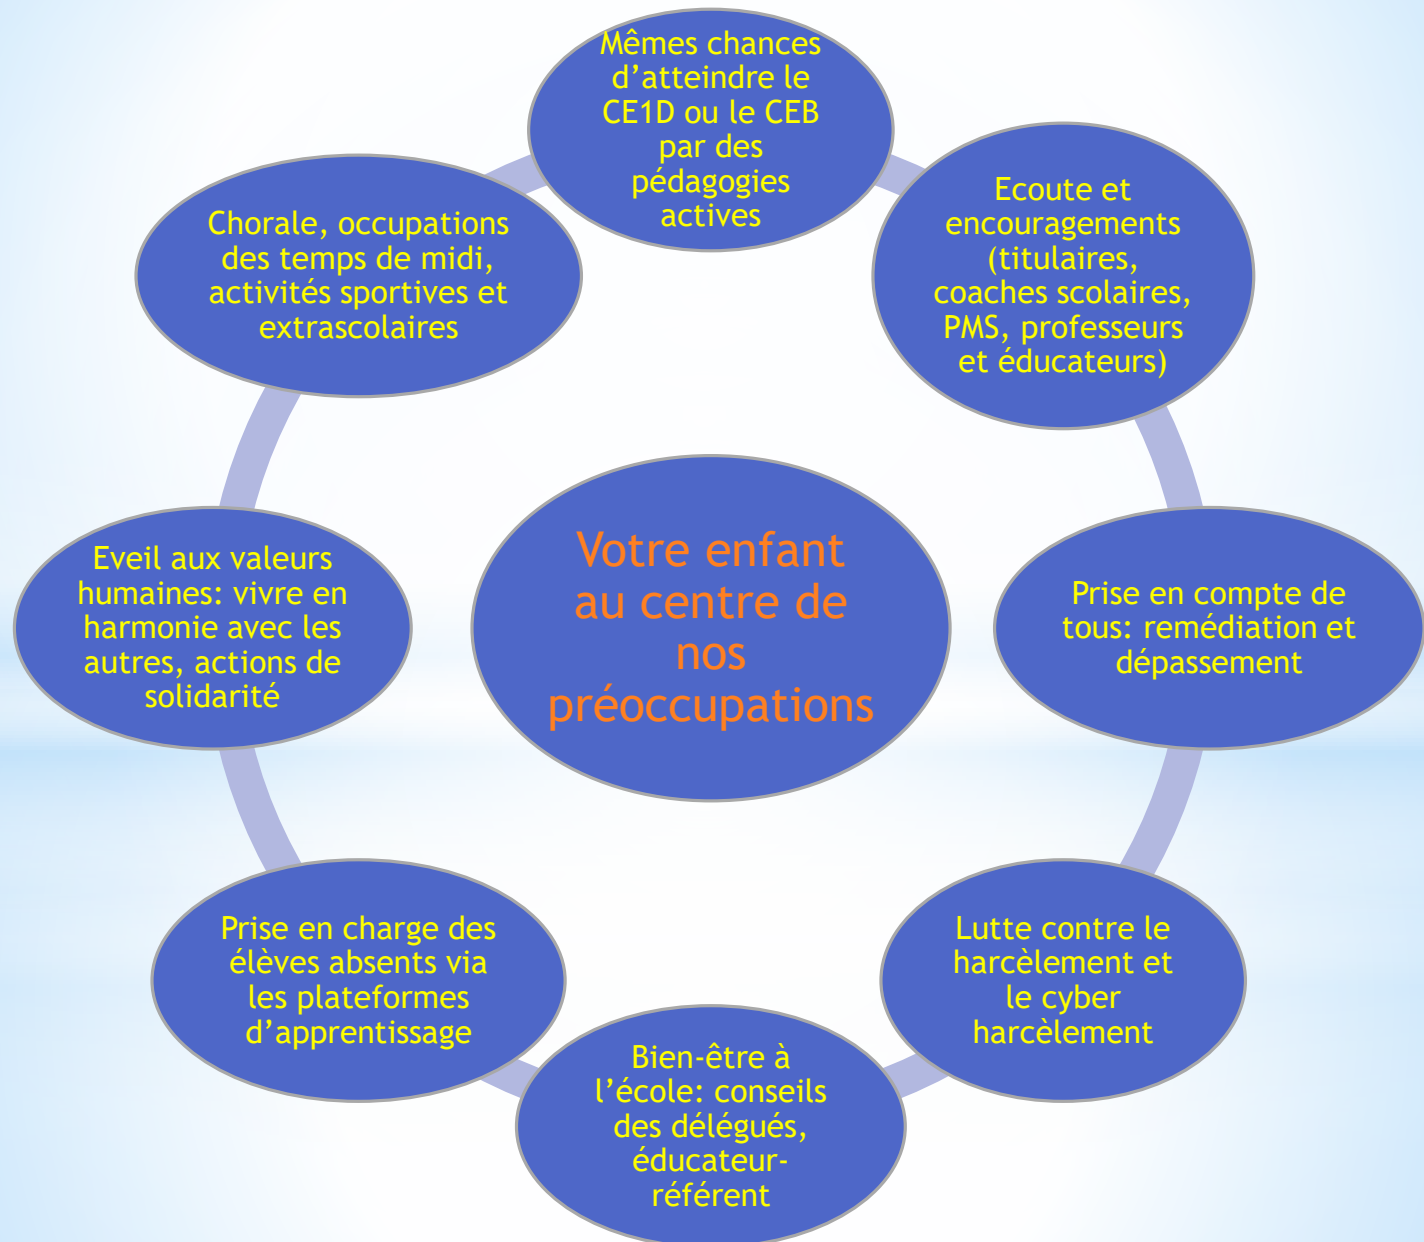 Mêmes chances
d’atteindre le
CE1D ou le CEB
par des
pédagogies
actives
Ecoute et
encouragements
(titulaires,
coaches scolaires,
PMS, professeurs
et éducateurs)
Prise en compte de
tous: remédiation et
dépassement
Lutte contre le
harcèlement et
le cyber
harcèlement
Bien-être à
l’école: conseils
des délégués,
éducateur-
référent
Prise en charge des
élèves absents via
les plateformes
d’apprentissage
Eveil aux valeurs
humaines: vivre en
harmonie avec les
autres, actions de
solidarité
Chorale, occupations
des temps de midi,
activités sportives et
extrascolaires
Votre enfant
au centre de
nos
préoccupations